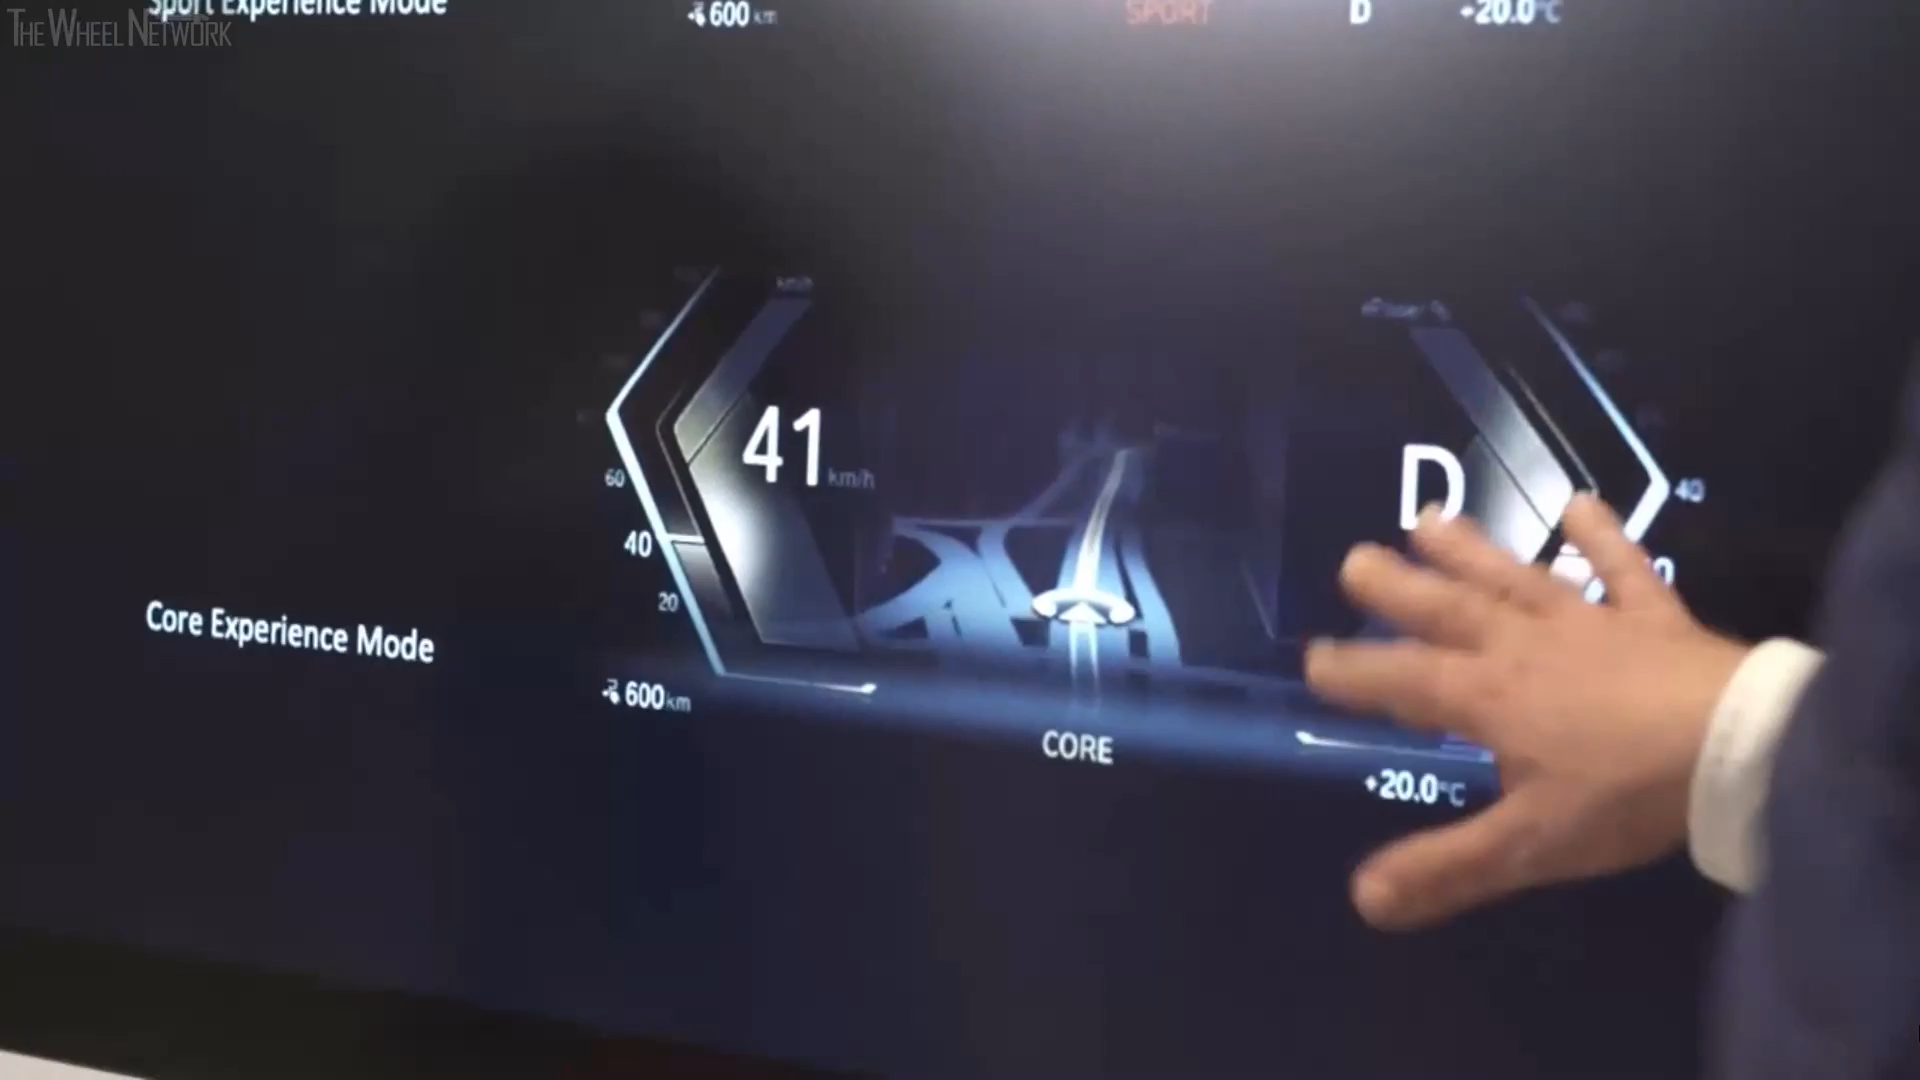 THE WHEEL NETWORK
Sport Experience Mode
600 km
SPORT
D
+20.0°C
km/h
41 km/h
D
60
40
40
20
Core Experience Mode
600 km
CORE
+20.0°C